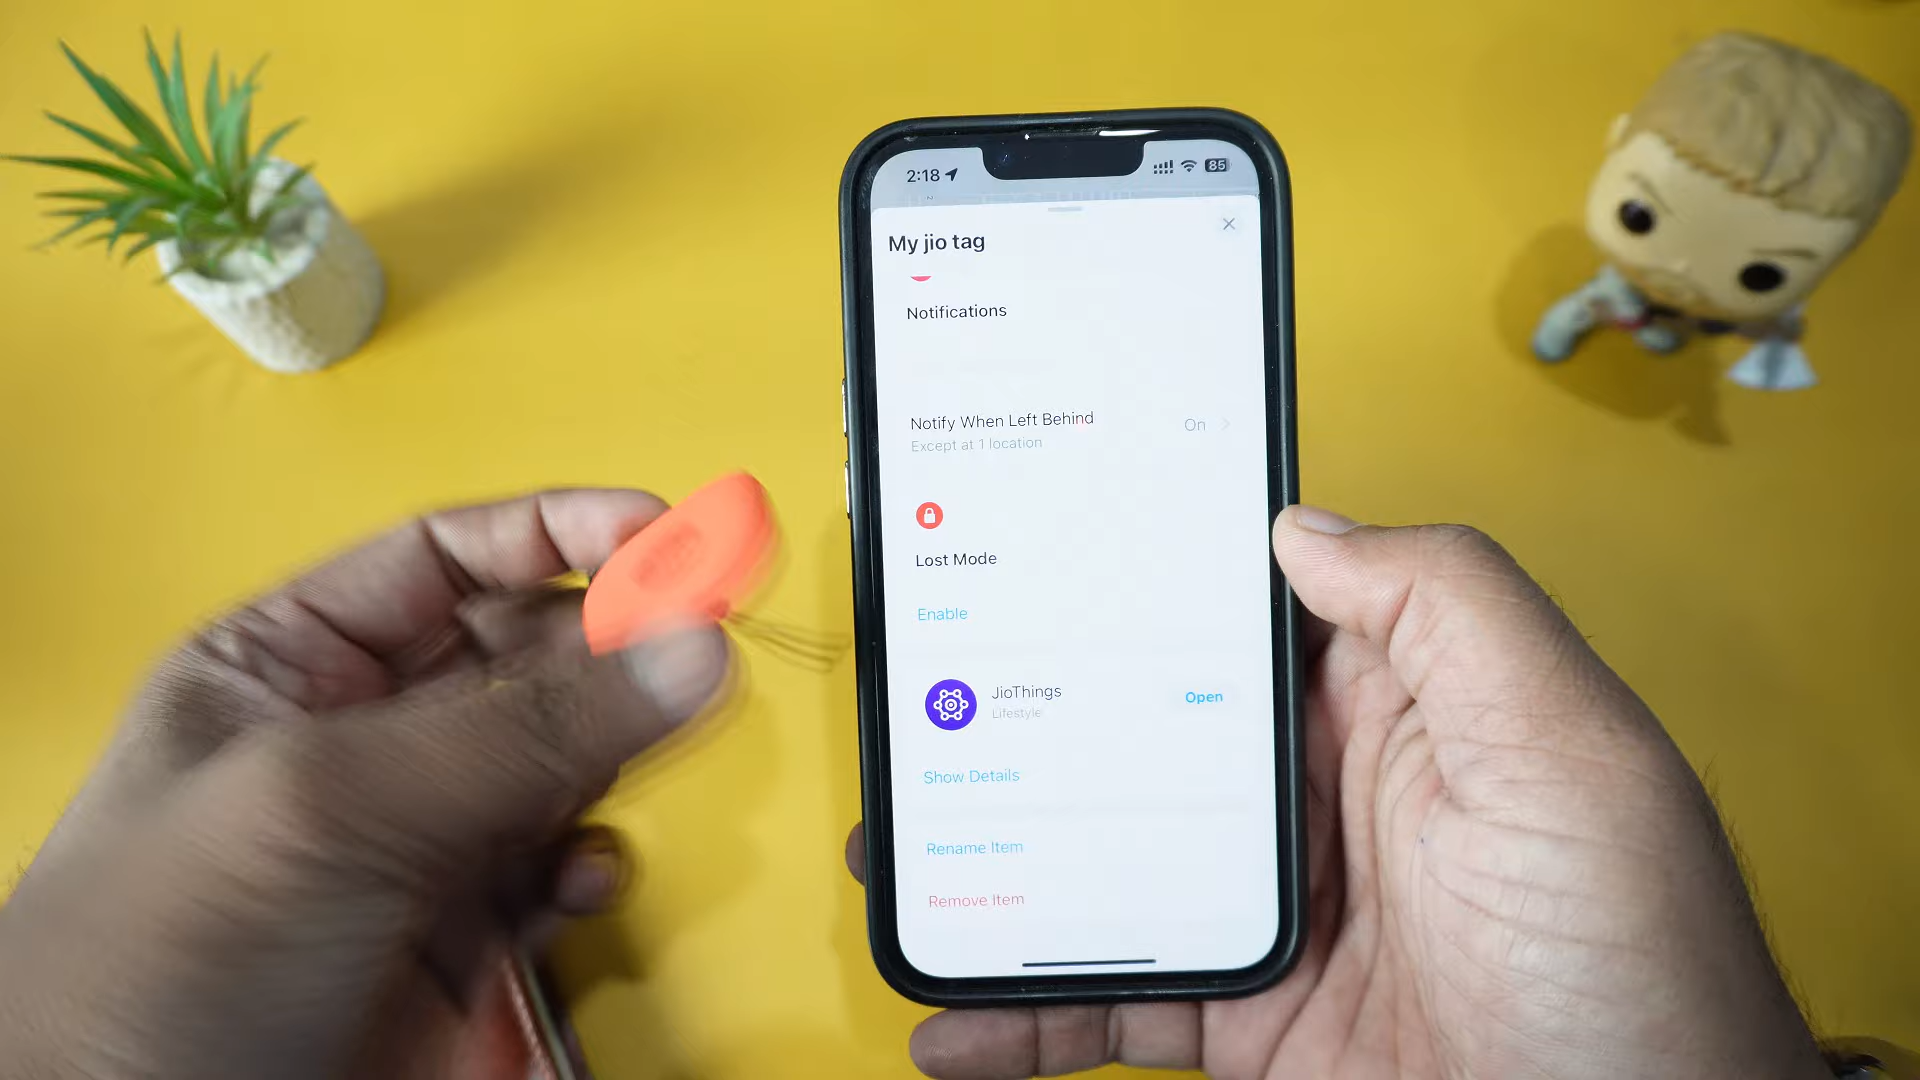 2:18
85
My jio tag
Notifications
Notify When Left Behind
On
Except at 1 location
Lost Mode
Enable
JioThings
Open
Lifestyle
Show Details
Rename Item
Remove Item